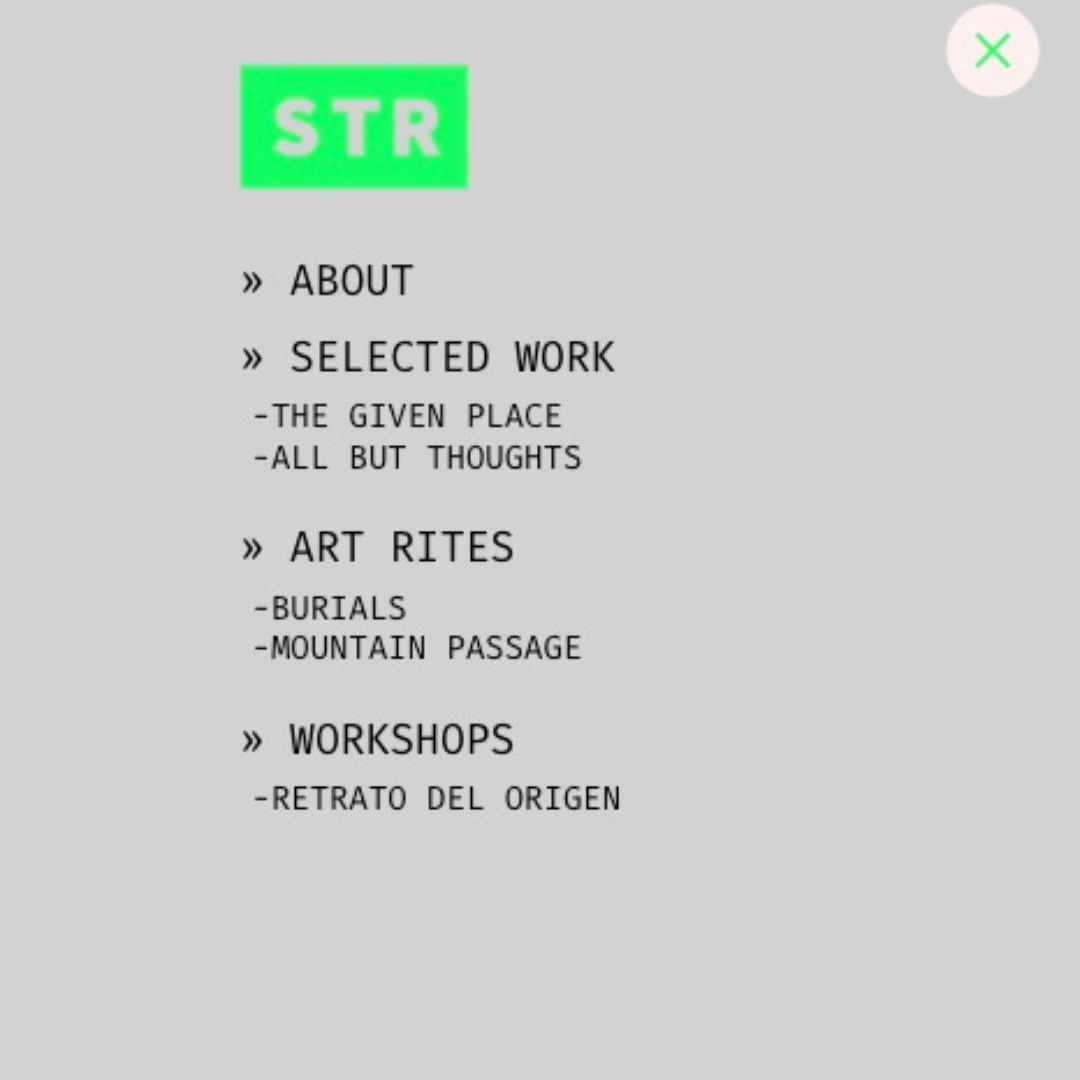 STR
» ABOUT
» SELECTED WORK
-THE GIVEN PLACE
-ALL BUT THOUGHTS
» ART RITES
-BURIALS
-MOUNTAIN PASSAGE
» WORKSHOPS
-RETRATO DEL ORIGEN